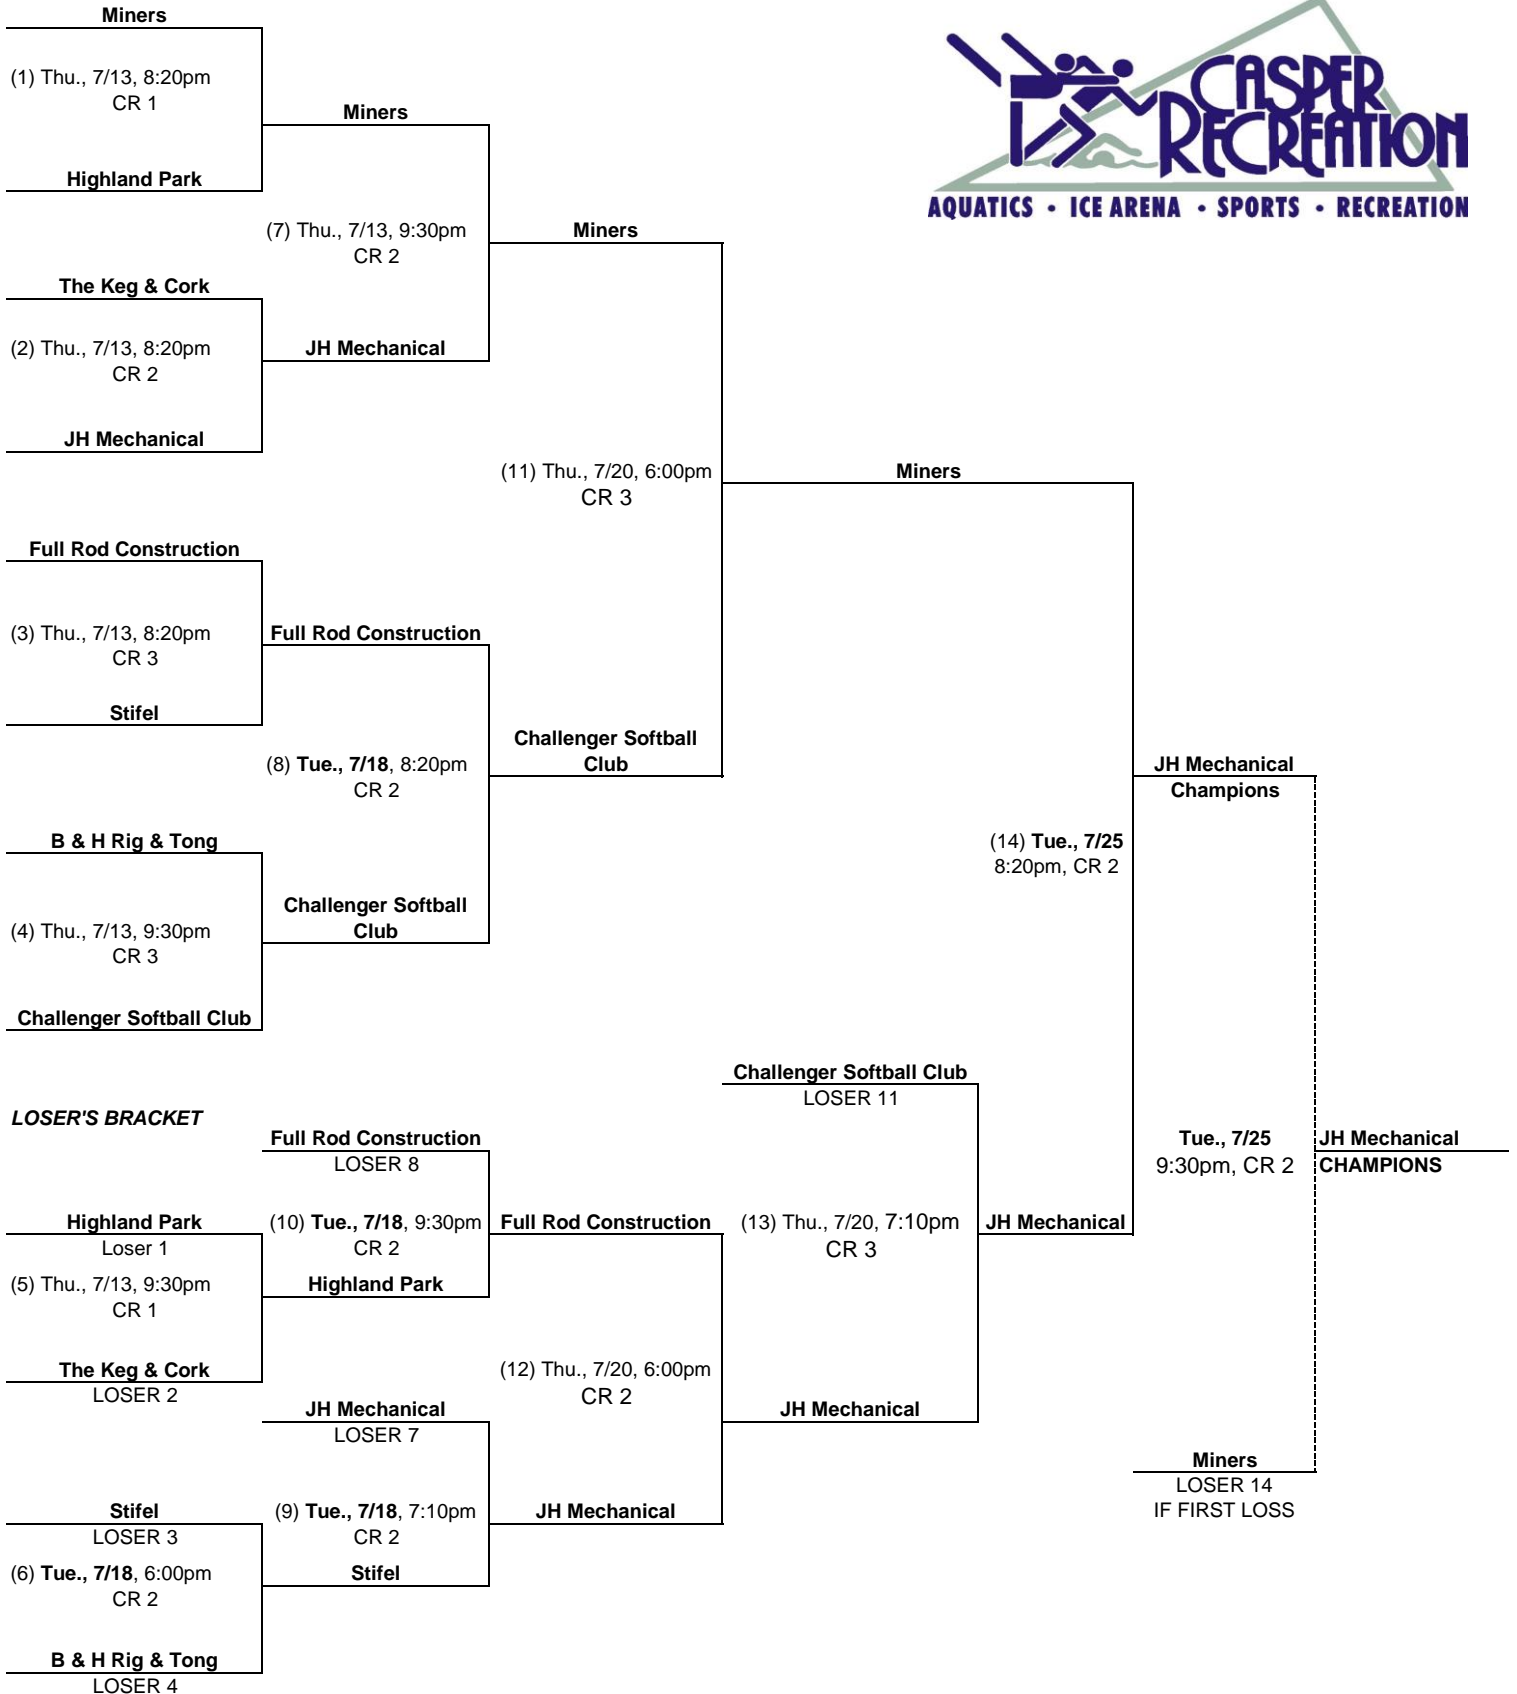 Miners
(1) Thu., 7/13, 8:20pm
CR 1
Highland Park
Miners
(7) Thu., 7/13, 9:30pm
CR 2
The Keg & Cork
(2) Thu., 7/13, 8:20pm
CR 2
JH Mechanical
JH Mechanical
Miners
(11) Thu., 7/20, 6:00pm
CR 3
Miners
CASPER
RECREATION
AQUATICS • ICE ARENA • SPORTS • RECREATION
Full Rod Construction
(3) Thu., 7/13, 8:20pm
CR 3
Stifel
Full Rod Construction
(8) Tue., 7/18, 8:20pm
CR 2
Challenger Softball
Club
B & H Rig & Tong
(4) Thu., 7/13, 9:30pm
CR 3
Challenger Softball Club
Challenger Softball
Club
(14) Tue., 7/25
8:20pm, CR 2
JH Mechanical
Champions
LOSER'S BRACKET
Full Rod Construction
LOSER 8
Highland Park
Loser 1
(5) Thu., 7/13, 9:30pm
CR 1
The Keg & Cork
LOSER 2
(10) Tue., 7/18, 9:30pm
CR 2
Highland Park
Full Rod Construction
(12) Thu., 7/20, 6:00pm
CR 2
JH Mechanical
LOSER 7
Stifel
LOSER 3
(6) Tue., 7/18, 6:00pm
CR 2
B & H Rig & Tong
LOSER 4
(9) Tue., 7/18, 7:10pm
CR 2
Stifel
JH Mechanical
Challenger Softball Club
LOSER 11
(13) Thu., 7/20, 7:10pm
CR 3
JH Mechanical
JH Mechanical
Tue., 7/25
9:30pm, CR 2
JH Mechanical
CHAMPIONS
Miners
LOSER 14
IF FIRST LOSS